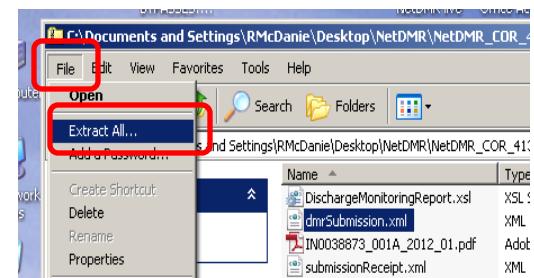 C:\Documents and Settings\RMcDanie\Desktop\NetDMR\NetDMR_COR_4
File Edit View Favorites Tools Help
Open
Search Folders
Extract All...
and Settings\RMcDanie\Desktop\NetDMR\NetDMR_COR_413
Add a Password...
Name Type
Create Shortcut
DischargeMonitoringReport.xsl XSL S
Delete
dmrSubmission.xml XML
Rename
IN0038873_001A_2012_01.pdf Adob
Properties
submissionReceipt.xml XML